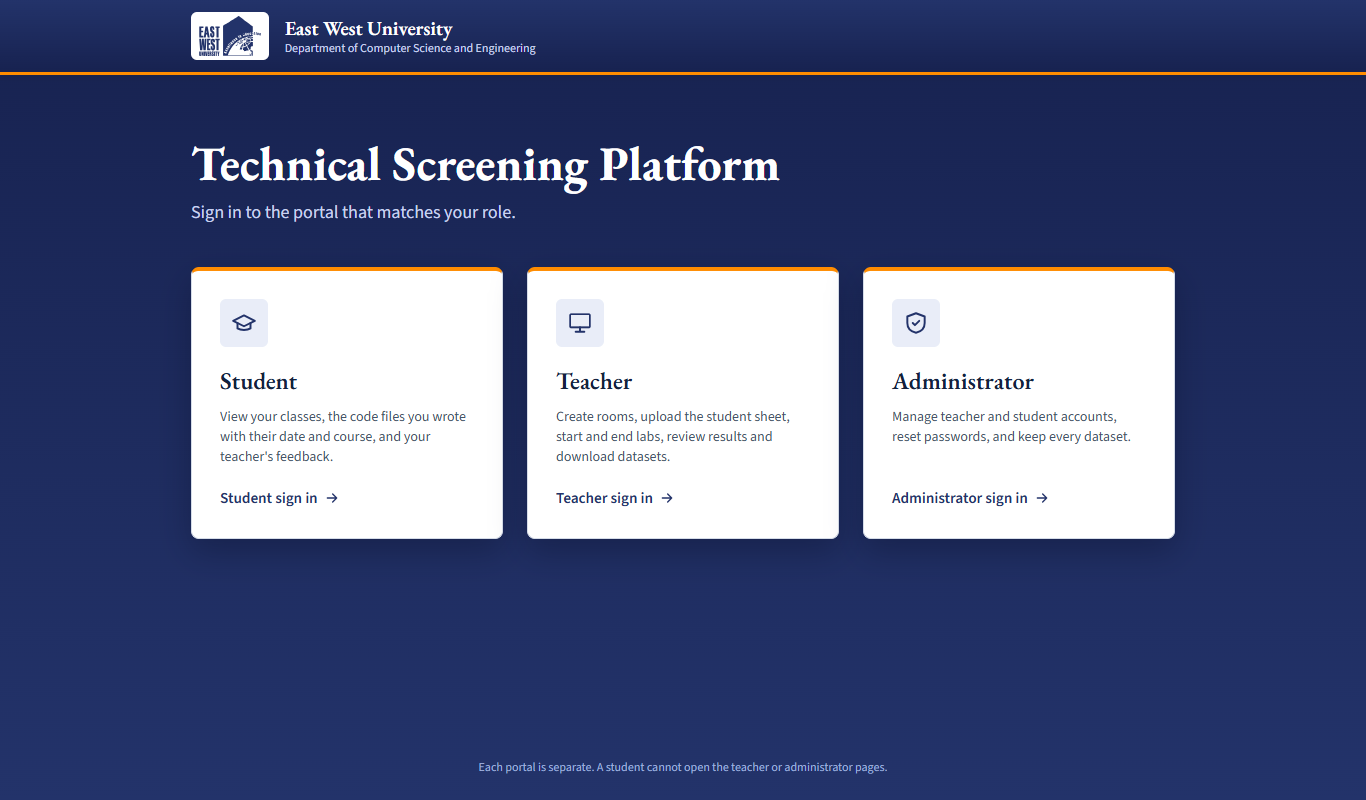 EAST
WEST
UNIVERSITY
East West University
Department of Computer Science and Engineering
Technical Screening Platform
Sign in to the portal that matches your role.
Student
View your classes, the code files you wrote
with their date and course, and your
teacher's feedback.
Student sign in
Teacher
Create rooms, upload the student sheet,
start and end labs, review results and
download datasets.
Teacher sign in
Administrator
Manage teacher and student accounts,
reset passwords, and keep every dataset.
Administrator sign in
Each portal is separate. A student cannot open the teacher or administrator pages.